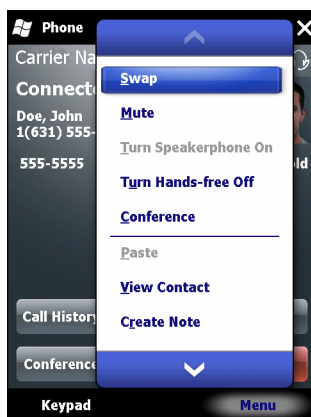 Phone
Carrier Na
Connect
Doe, John
1(631) 555-
555-5555
ld
Swap
Mute
Turn Speakerphone On
Turn Hands-free Off
Conference
Paste
View Contact
Create Note
Call History
Conference
Keypad
Menu